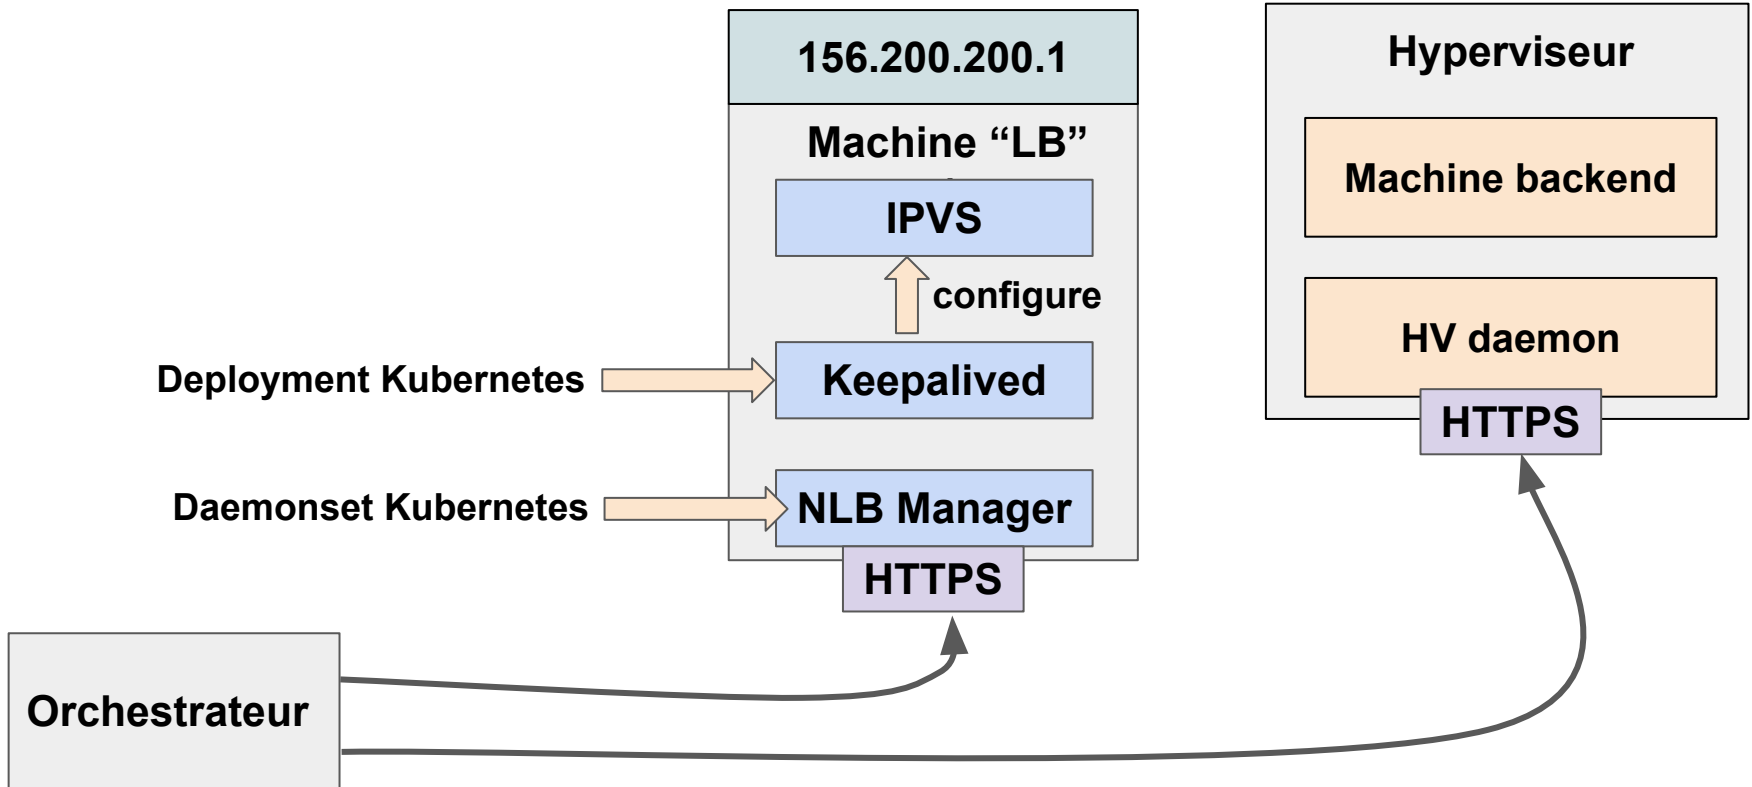 156.200.200.1
Machine “LB”
IPVS
configure
Deployment Kubernetes
Keepalived
Daemonset Kubernetes
NLB Manager
HTTPS
Hyperviseur
Machine backend
HV daemon
HTTPS
Orchestrateur